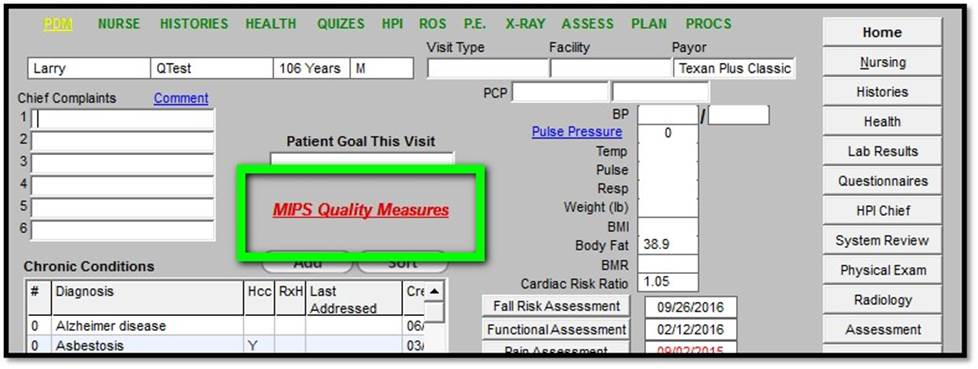 PDM NURSE HISTORIES HEALTH QUIZES HPI ROS P.E. X-RAY ASSESS PLAN PROCS
Home
Visit Type Facility Payor
Larry QTest 106 Years M Texan Plus Classic
Nursing
PCP
Histories
Chief Complaints Comment
1
BP /
Health
2
Pulse Pressure 0
Patient Goal This Visit
Temp
Lab Results
3
Pulse
4
Resp
Questionnaires
MIPS Quality Measures
5
Weight (lb)
HPI Chief
6
BMI
Body Fat 38.9
System Review
Add Sort
BMR
Chronic Conditions
Cardiac Risk Ratio 1.05
Physical Exam
# Diagnosis Hcc RxH Last Addressed Cre
Fall Risk Assessment 09/26/2016
Radiology
0 Alzheimer disease 06/
Functional Assessment 02/12/2016
Assessment
0 Asbestosis Y 03/
Pain Assessment 09/02/2015